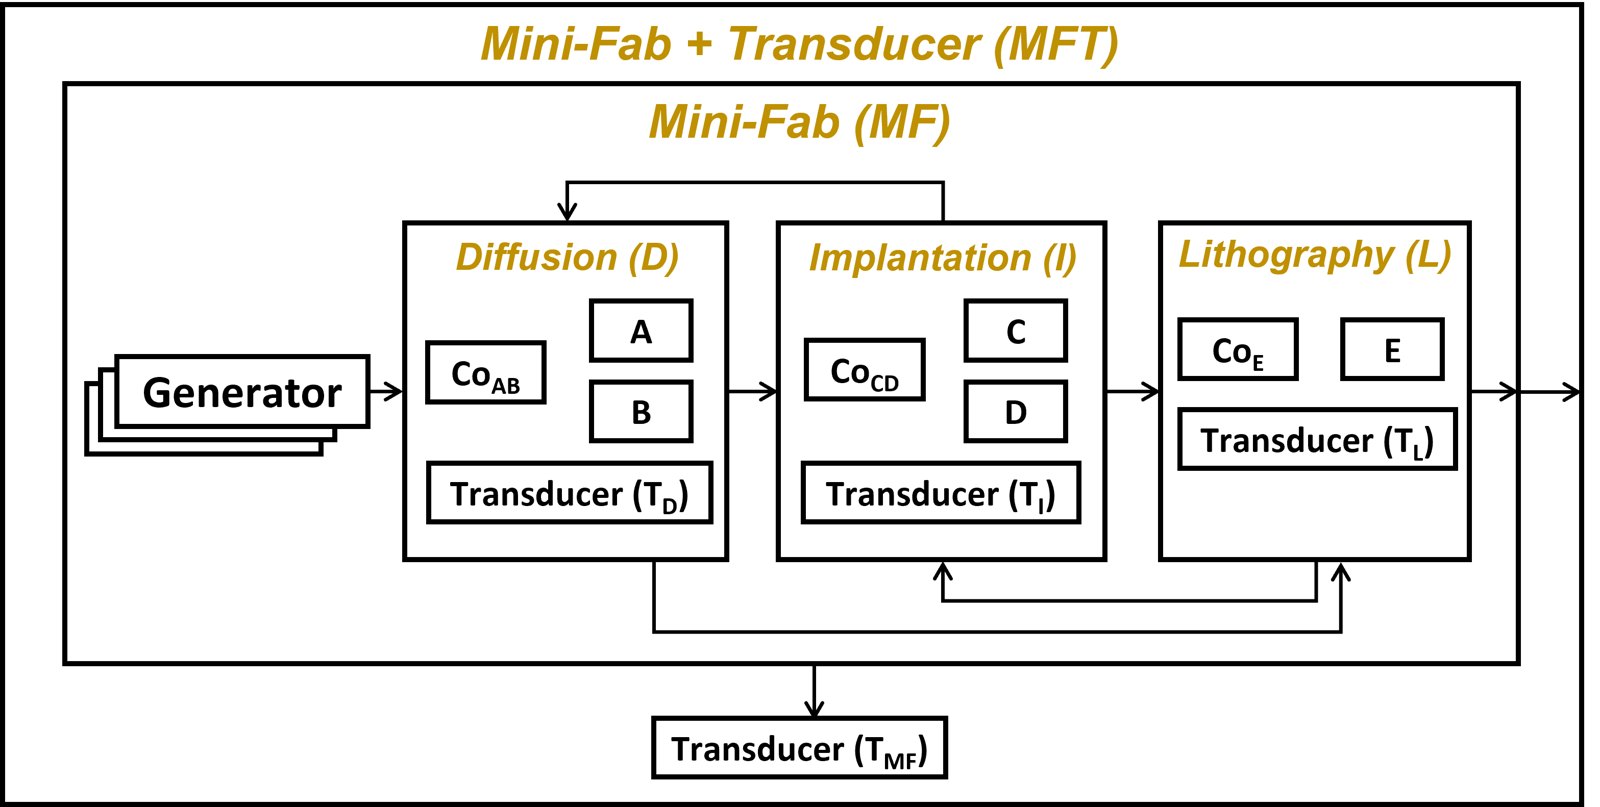 Mini-Fab + Transducer (MFT)
Mini-Fab (MF)
Generator
Diffusion (D)
Co_AB
A
B
Transducer (T_D)
Implantation (I)
Co_CD
C
D
Transducer (T_I)
Lithography (L)
Co_E
E
Transducer (T_L)
Transducer (T_MF)